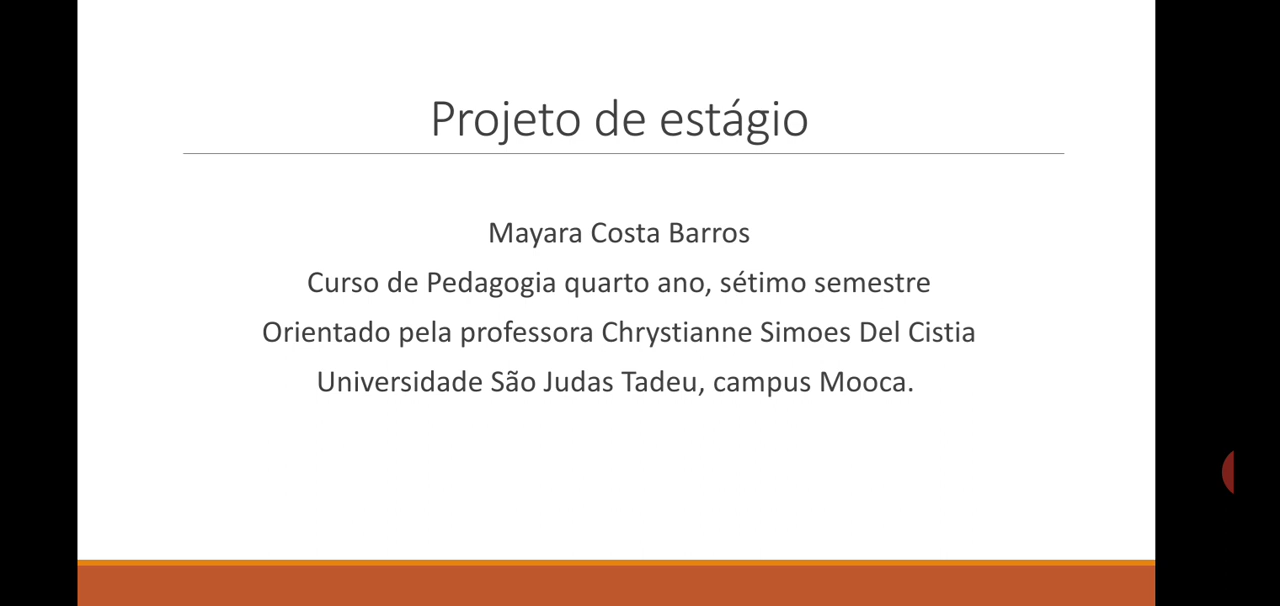 Projeto de estágio
Mayara Costa Barros
Curso de Pedagogia quarto ano, sétimo semestre
Orientado pela professora Chrystianne Simoes Del Cistia
Universidade São Judas Tadeu, campus Mooca.